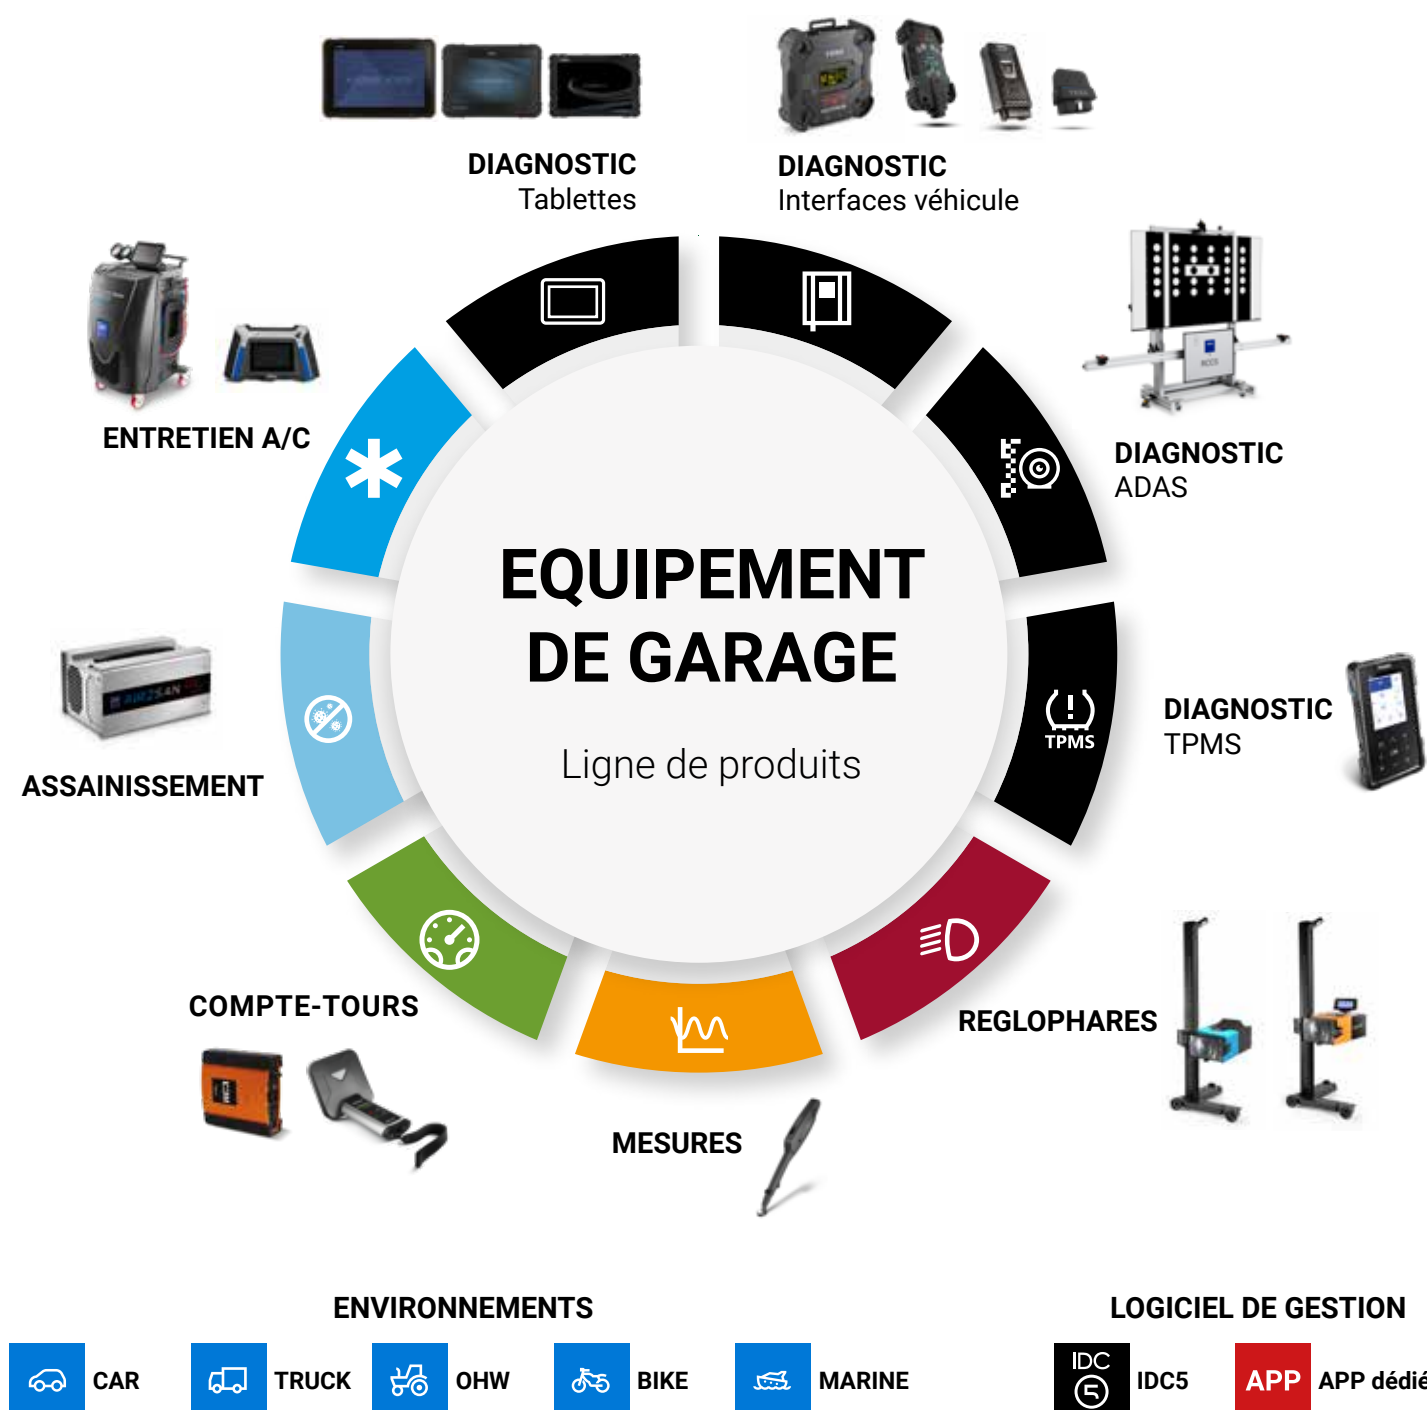 DIAGNOSTIC
Tablettes
DIAGNOSTIC
Interfaces véhicule
ENTRETIEN A/C
RCCS
DIAGNOSTIC
ADAS
EQUIPEMENT
DE GARAGE
Ligne de produits
TPMS
DIAGNOSTIC
TPMS
ASSAINISSEMENT
COMPTE-TOURS
REGLOPHARES
MESURES
ENVIRONNEMENTS
LOGICIEL DE GESTION
CAR
TRUCK
OHW
BIKE
MARINE
IDC
5
IDC5
APP
APP dédié